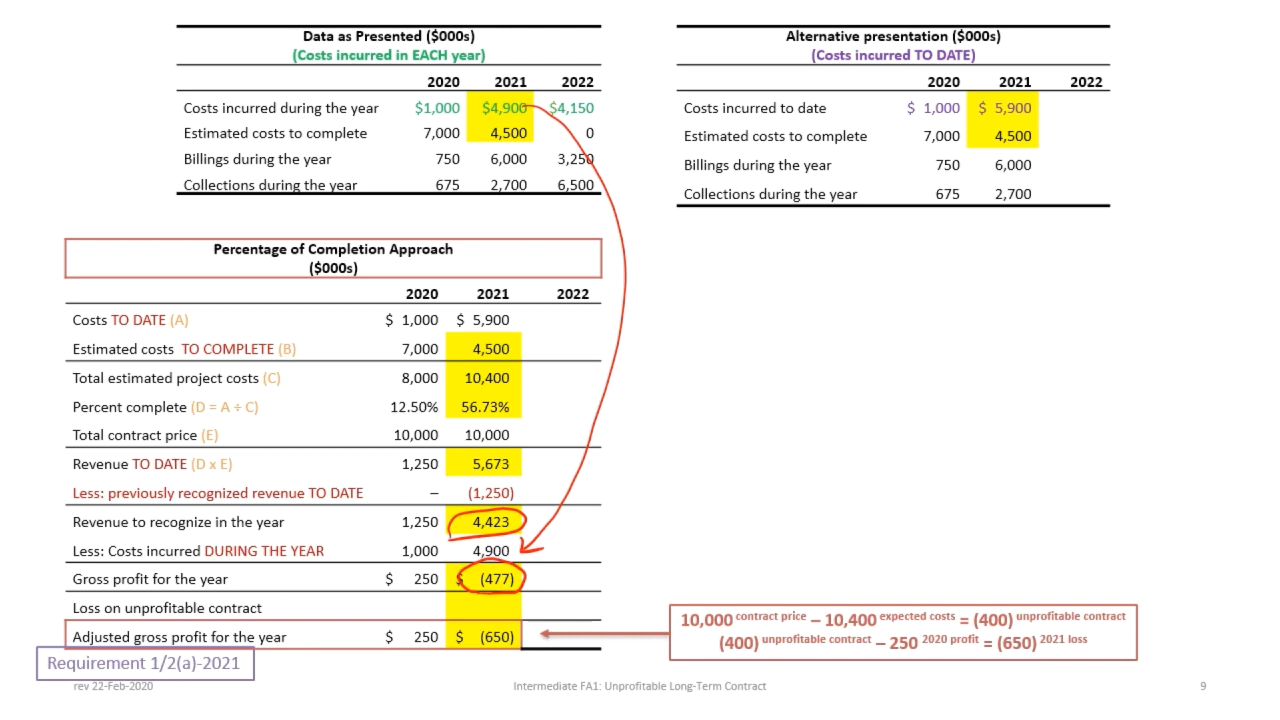 Data as Presented ($000s)
(Costs incurred in EACH year)
2020 2021 2022
Costs incurred during the year $1,000 $4,900 $4,150
Estimated costs to complete 7,000 4,500 0
Billings during the year 750 6,000 3,250
Collections during the year 675 2,700 6,500
Alternative presentation ($000s)
(Costs incurred TO DATE)
2020 2021 2022
Costs incurred to date $ 1,000 $ 5,900
Estimated costs to complete 7,000 4,500
Billings during the year 750 6,000
Collections during the year 675 2,700
Percentage of Completion Approach
($000s)
2020 2021 2022
Costs TO DATE (A) $ 1,000 $ 5,900
Estimated costs TO COMPLETE (B) 7,000 4,500
Total estimated project costs (C) 8,000 10,400
Percent complete (D = A ÷ C) 12.50% 56.73%
Total contract price (E) 10,000 10,000
Revenue TO DATE (D x E) 1,250 5,673
Less: previously recognized revenue TO DATE – (1,250)
Revenue to recognize in the year 1,250 4,423
Less: Costs incurred DURING THE YEAR 1,000 4,900
Gross profit for the year $ 250 $ (477)
Loss on unprofitable contract
Adjusted gross profit for the year $ 250 $ (650)
10,000 contract price – 10,400 expected costs = (400) unprofitable contract
(400) unprofitable contract – 250 2020 profit = (650) 2021 loss
Requirement 1/2(a)-2021
rev 22-Feb-2020 Intermediate FA1: Unprofitable Long-Term Contract 9